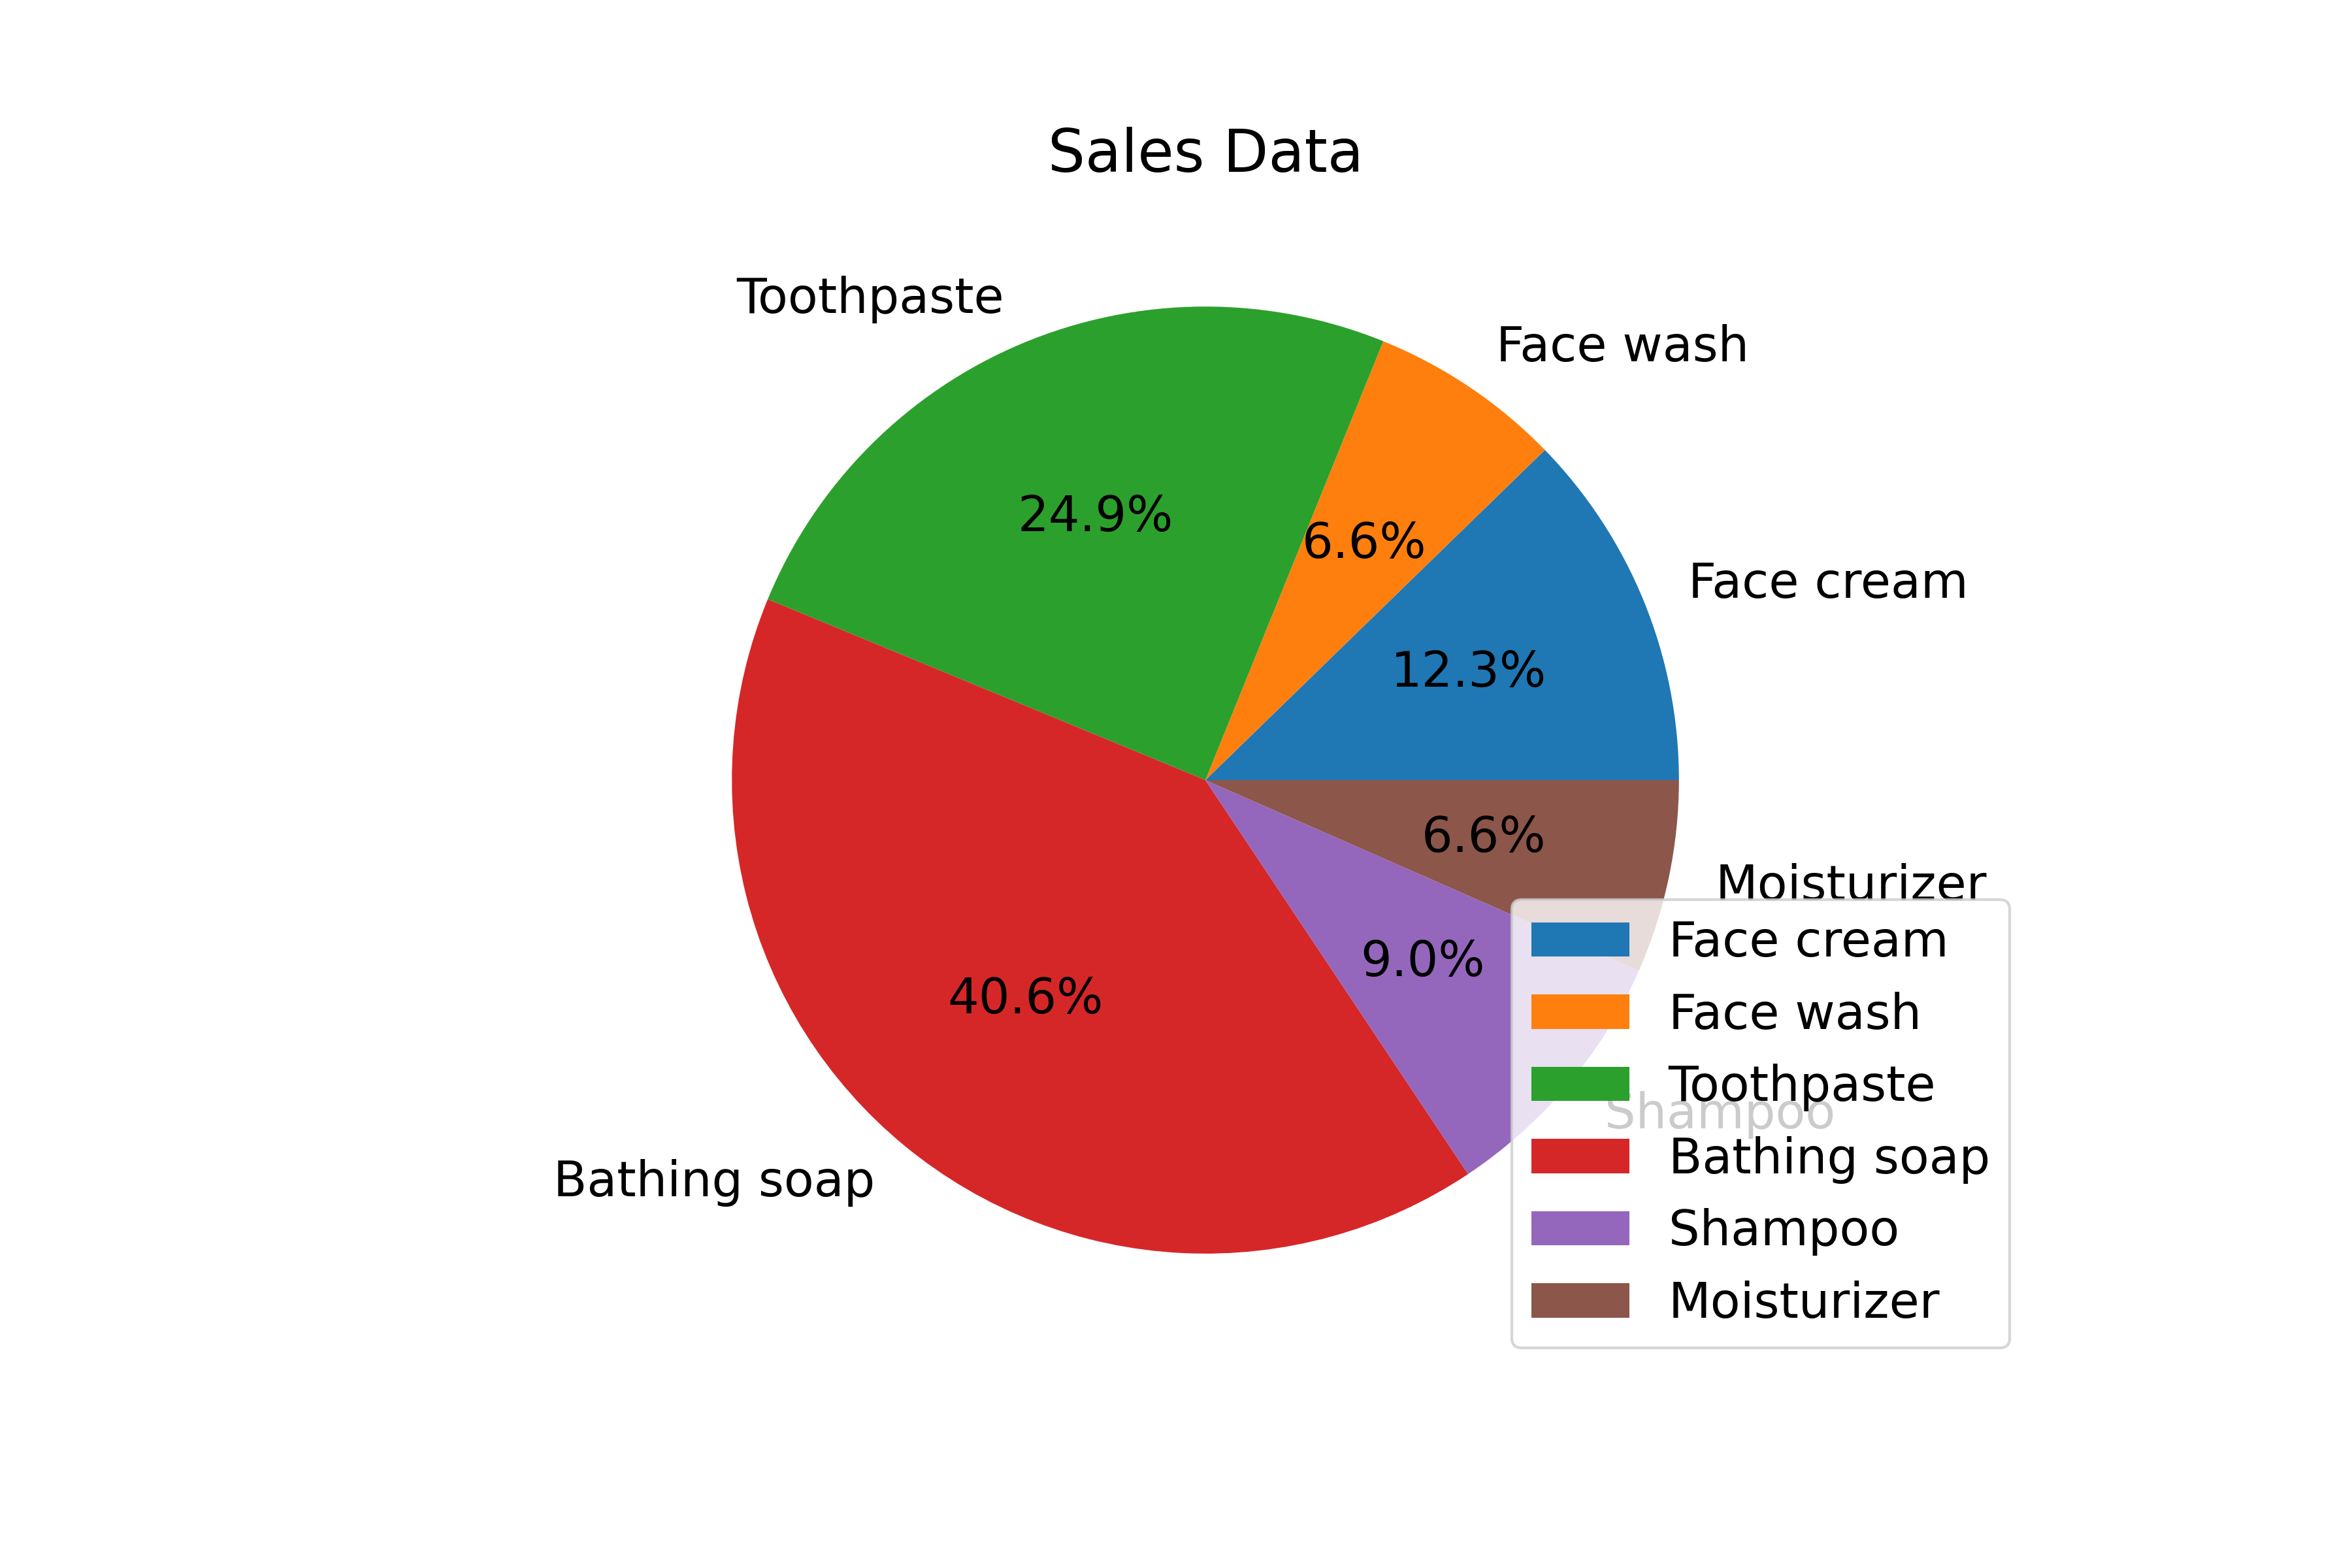 Sales Data
Toothpaste
Face wash
24.9%
6.6%
Face cream
12.3%
6.6%
Moisturizer
9.0%
40.6%
Shampoo
Bathing soap
Face cream
Face wash
Toothpaste
Bathing soap
Shampoo
Moisturizer